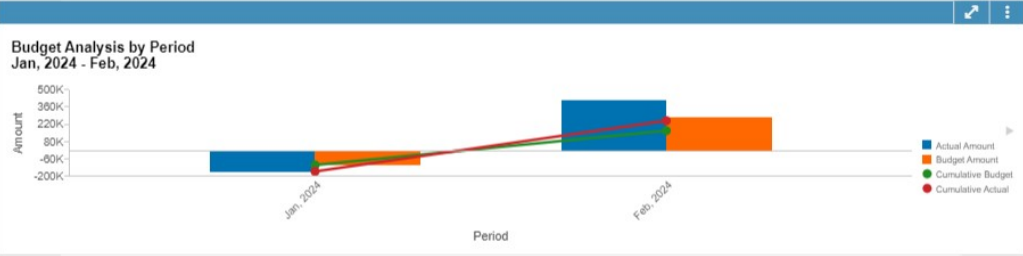 Budget Analysis by Period
Jan, 2024 - Feb, 2024
500K
360K
220K
80K
-60K
-200K
Amount
Jan, 2024
Feb, 2024
Period
Actual Amount
Budget Amount
Cumulative Budget
Cumulative Actual